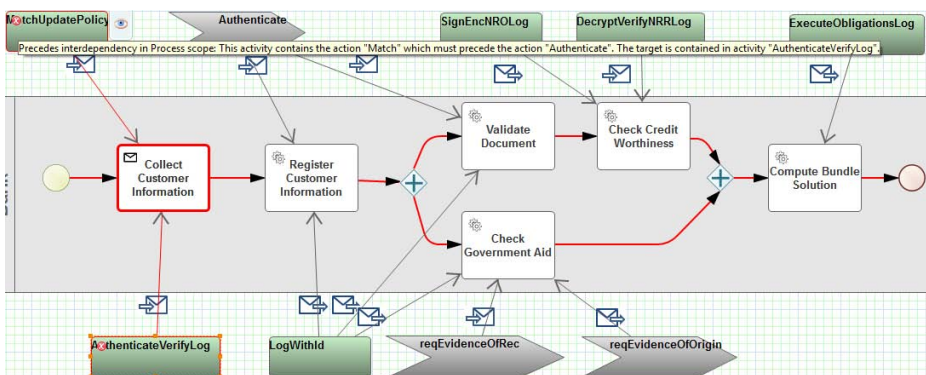 MatchUpdatePolicy
Authenticate
SignEncNROLog
DecryptVerifyNRRLog
ExecuteObligationsLog
Precedes interdependency in Process scope: This activity contains the action "Match" which must precede the action "Authenticate". The target is contained in activity "AuthenticateVerifyLog".
Validate
Document
Check Credit
Worthiness
Collect
Customer
Information
Register
Customer
Information
Compute Bundle
Solution
Bank
Check
Government Aid
AuthenticateVerifyLog
LogWithId
reqEvidenceOfRec
reqEvidenceOfOrigin